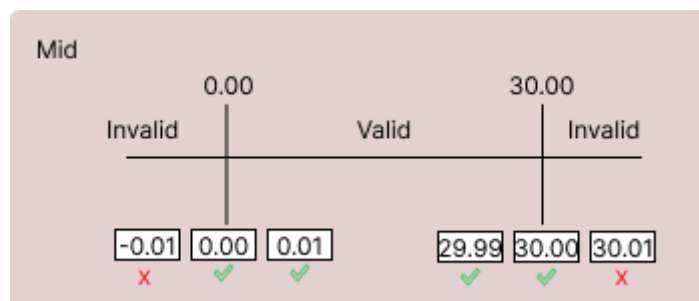 Mid
0.00 30.00
Invalid Valid Invalid
-0.01 0.00 0.01 29.99 30.00 30.01
x ✓ ✓ ✓ ✓ x